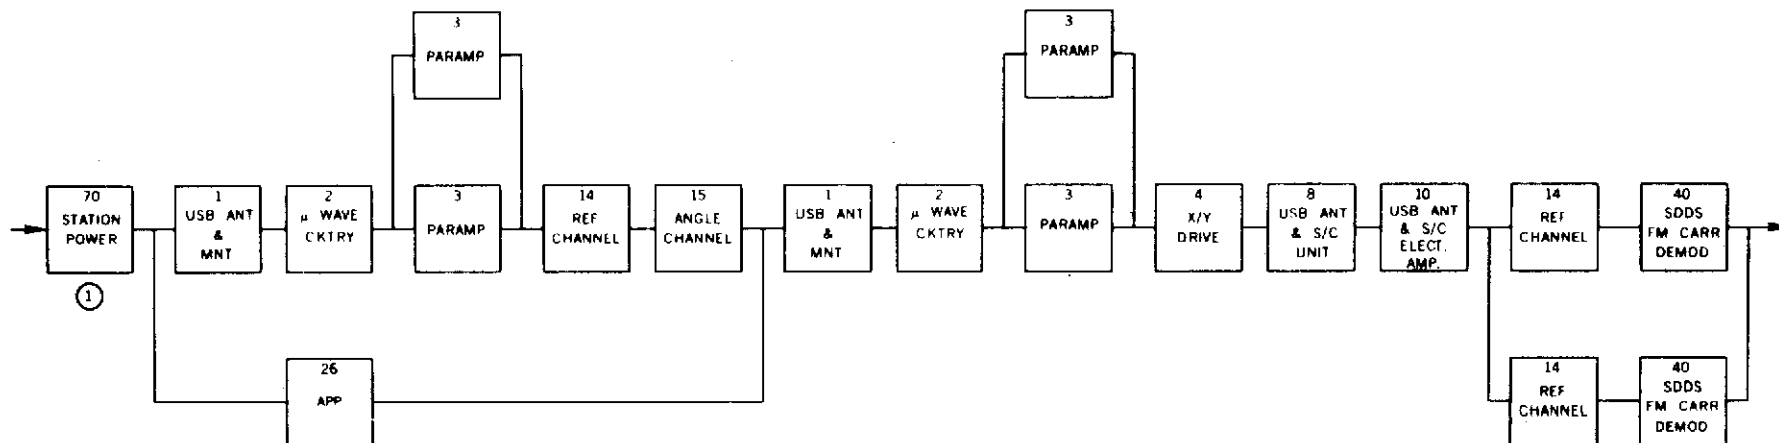 3
PARAMP
3
PARAMP
70
STATION
POWER
1
1
USB ANT
&
MNT
2
μ WAVE
CKTRY
3
PARAMP
14
REF
CHANNEL
15
ANGLE
CHANNEL
1
USB ANT
&
MNT
2
μ WAVE
CKTRY
3
PARAMP
4
X/Y
DRIVE
8
USB ANT
& S/C
UNIT
10
USB ANT
& S/C
ELECT.
AMP.
14
REF
CHANNEL
40
SDDS
FM CARR
DEMOD
26
APP
14
REF
CHANNEL
40
SDDS
FM CARR
DEMOD